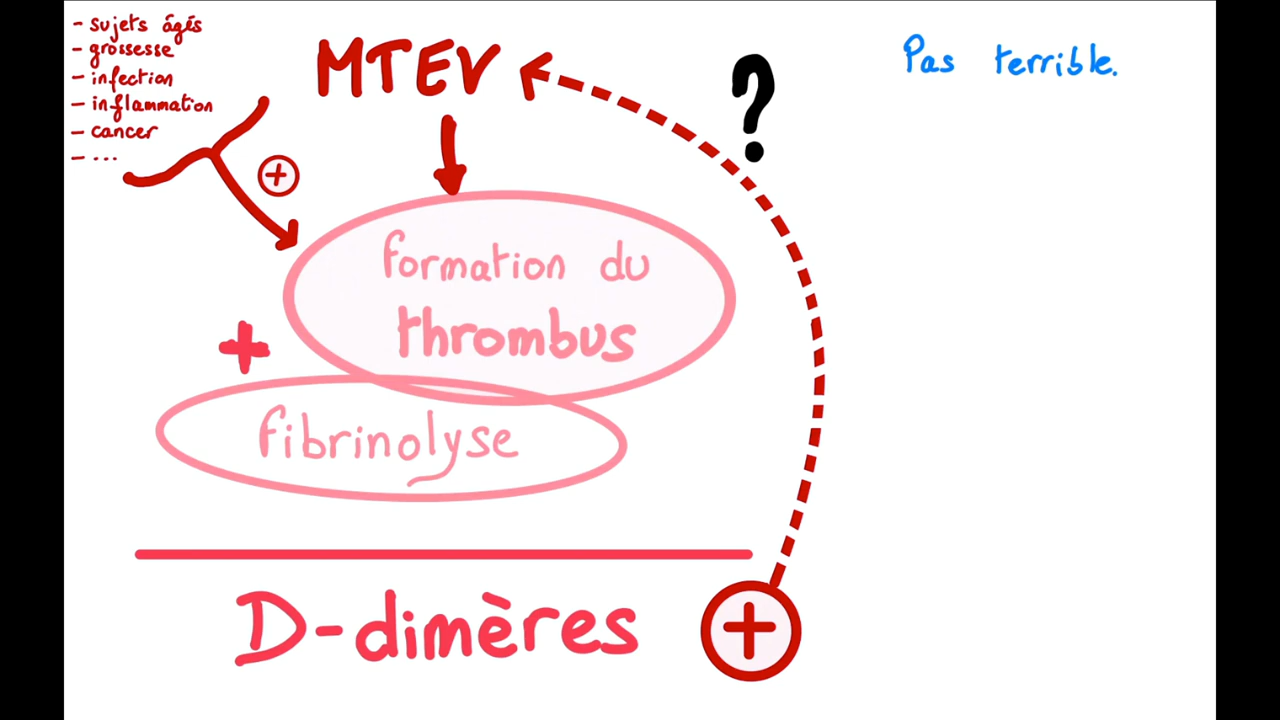 - sujets âgés
- grossesse
- infection
- inflammation
- cancer
- ...
MTEV
?
Pas terrible.
+
formation du
thrombus
+
fibrinolyse
D-dimères
+